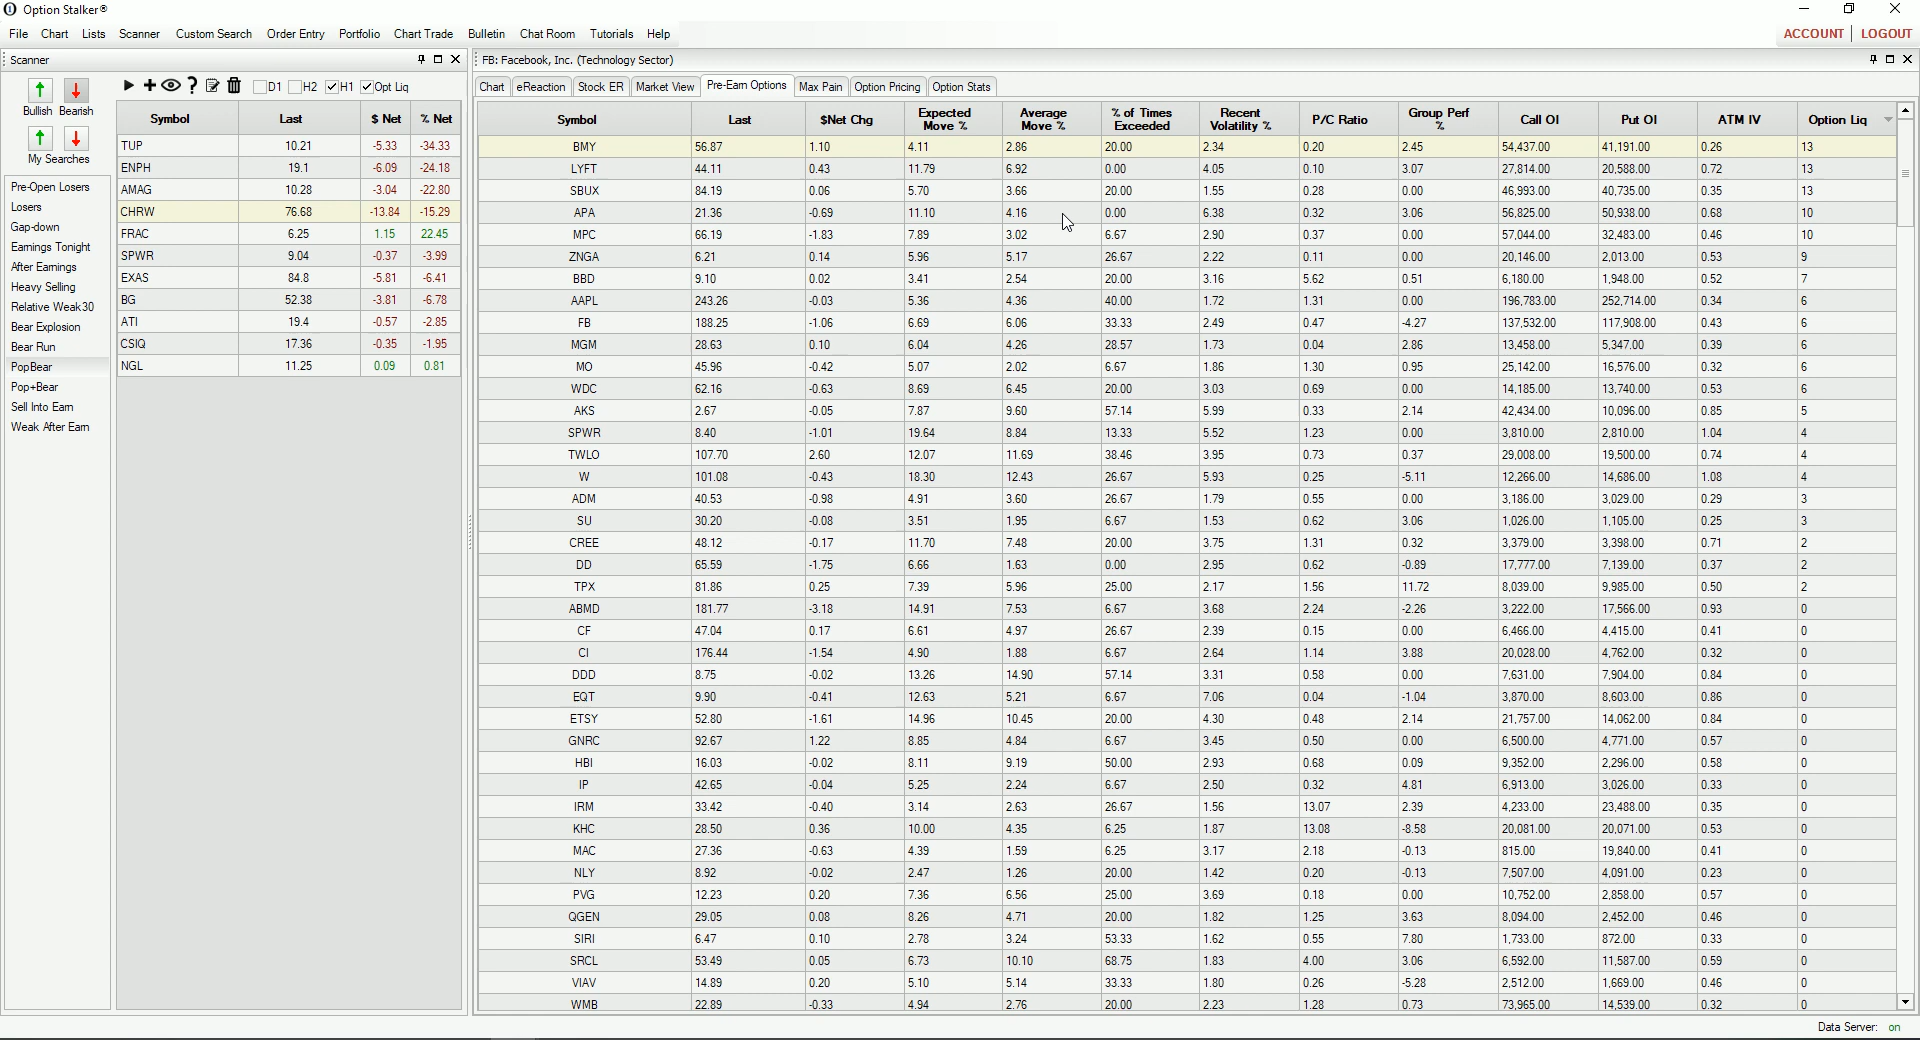 Option Stalker®
File Chart Lists Scanner Custom Search Order Entry Portfolio Chart Trade Bulletin Chat Room Tutorials Help ACCOUNT LOGOUT
Scanner
Bullish Bearish
My Searches
Pre-Open Losers
Losers
Gap-down
Earnings Tonight
After Earnings
Heavy Selling
Relative Weak30
Bear Explosion
Bear Run
PopBear
Pop+Bear
Sell Into Earn
Weak After Earn
D1 H2 H1 Opt Liq
Symbol Last $ Net % Net
TUP 10.21 -5.33 -34.33
ENPH 19.1 -6.09 -24.18
AMAG 10.28 -3.04 -22.80
CHRW 76.68 -13.84 -15.29
FRAC 6.25 1.15 22.45
SPWR 9.04 -0.37 -3.99
EXAS 84.8 -5.81 -6.41
BG 52.38 -3.81 -6.78
ATI 19.4 -0.57 -2.85
CSIQ 17.36 -0.35 -1.95
NGL 11.25 0.09 0.81
FB: Facebook, Inc. (Technology Sector)
Chart eReaction Stock ER Market View Pre-Earn Options Max Pain Option Pricing Option Stats
Symbol Last $Net Chg Expected Move % Average Move % % of Times Exceeded Recent Volatility % P/C Ratio Group Perf % Call OI Put OI ATM IV Option Liq
BMY 56.87 1.10 4.11 2.86 20.00 2.34 0.20 2.45 54,437.00 41,191.00 0.26 13
LYFT 44.11 0.43 11.79 6.92 0.00 4.05 0.10 3.07 27,814.00 20,588.00 0.72 13
SBUX 84.19 0.06 5.70 3.66 20.00 1.55 0.28 0.00 46,993.00 40,735.00 0.35 13
APA 21.36 -0.69 11.10 4.16 0.00 6.38 0.32 3.06 56,825.00 50,938.00 0.68 10
MPC 66.19 -1.83 7.89 3.02 6.67 2.90 0.37 0.00 57,044.00 32,483.00 0.46 10
ZNGA 6.21 0.14 5.96 5.17 26.67 2.22 0.11 0.00 20,146.00 2,013.00 0.53 9
BBD 9.10 0.02 3.41 2.54 20.00 3.16 5.62 0.51 6,180.00 1,948.00 0.52 7
AAPL 243.26 -0.03 5.36 4.36 40.00 1.72 1.31 0.00 196,783.00 252,714.00 0.34 6
FB 188.25 -1.06 6.69 6.06 33.33 2.49 0.47 -4.27 137,532.00 117,908.00 0.43 6
MGM 28.63 0.10 6.04 4.26 28.57 1.73 0.04 2.86 13,458.00 5,347.00 0.39 6
MO 45.96 -0.42 5.07 2.02 6.67 1.86 1.30 0.95 25,142.00 16,576.00 0.32 6
WDC 62.16 -0.63 8.69 6.45 20.00 3.03 0.69 0.00 14,185.00 13,740.00 0.53 6
AKS 2.67 -0.05 7.87 9.60 57.14 5.99 0.33 2.14 42,434.00 10,096.00 0.85 5
SPWR 8.40 -1.01 19.64 8.84 13.33 5.52 1.23 0.00 3,810.00 2,810.00 1.04 4
TWLO 107.70 2.60 12.07 11.69 38.46 3.95 0.73 0.37 29,008.00 19,500.00 0.74 4
W 101.08 -0.43 18.30 12.43 26.67 5.93 0.25 -5.11 12,266.00 14,686.00 1.08 4
ADM 40.53 -0.98 4.91 3.60 26.67 1.79 0.55 0.00 3,186.00 3,029.00 0.29 3
SU 30.20 -0.08 3.51 1.95 6.67 1.53 0.62 3.06 1,026.00 1,105.00 0.25 3
CREE 48.12 -0.17 11.70 7.48 20.00 3.75 1.31 0.32 3,379.00 3,398.00 0.71 2
DD 65.59 -1.75 6.66 1.63 0.00 2.95 0.62 -0.89 17,777.00 7,139.00 0.37 2
TPX 81.86 0.25 7.39 5.96 25.00 2.17 1.56 11.72 8,039.00 9,985.00 0.50 2
ABMD 181.77 -3.18 14.91 7.53 6.67 3.68 2.24 -2.26 3,222.00 17,566.00 0.93 0
CF 47.04 0.17 6.61 4.97 26.67 2.39 0.15 0.00 6,466.00 4,415.00 0.41 0
CI 176.44 -1.54 4.90 1.88 6.67 2.64 1.14 3.88 20,028.00 4,762.00 0.32 0
DDD 8.75 -0.02 13.26 14.90 57.14 3.31 0.58 0.00 7,631.00 7,904.00 0.84 0
EQT 9.90 -0.41 12.63 5.21 6.67 7.06 0.04 -1.04 3,870.00 8,603.00 0.86 0
ETSY 52.80 -1.61 14.96 10.45 20.00 4.30 0.48 2.14 21,757.00 14,062.00 0.84 0
GNRC 92.67 1.22 8.85 4.84 6.67 3.45 0.50 0.00 6,500.00 4,771.00 0.57 0
HBI 16.03 -0.02 8.11 9.19 50.00 2.93 0.68 0.09 9,352.00 2,296.00 0.58 0
IP 42.65 -0.04 5.25 2.24 6.67 2.50 0.32 4.81 6,913.00 3,026.00 0.33 0
IRM 33.42 -0.40 3.14 2.63 26.67 1.56 13.07 2.39 4,233.00 23,488.00 0.35 0
KHC 28.50 0.36 10.00 4.35 6.25 1.87 13.08 -8.58 20,081.00 20,071.00 0.53 0
MAC 27.36 -0.63 4.39 1.59 6.25 3.17 2.18 -0.13 815.00 19,840.00 0.41 0
NLY 8.92 -0.02 2.47 1.26 20.00 1.42 0.20 -0.13 7,507.00 4,091.00 0.23 0
PVG 12.23 0.20 7.36 6.56 25.00 3.69 0.18 0.00 10,752.00 2,858.00 0.57 0
QGEN 29.05 0.08 8.26 4.71 20.00 1.82 1.25 3.63 8,094.00 2,452.00 0.46 0
SIRI 6.47 0.10 2.78 3.24 53.33 1.62 0.55 7.80 1,733.00 872.00 0.33 0
SRCL 53.49 0.05 6.73 10.10 68.75 1.83 4.00 3.06 6,592.00 11,587.00 0.59 0
VIAV 14.89 0.20 5.10 5.14 33.33 1.80 0.26 -5.28 2,512.00 1,669.00 0.46 0
WMB 22.89 -0.33 4.94 2.76 20.00 2.23 1.28 0.73 73,965.00 14,539.00 0.32 0
Data Server: on